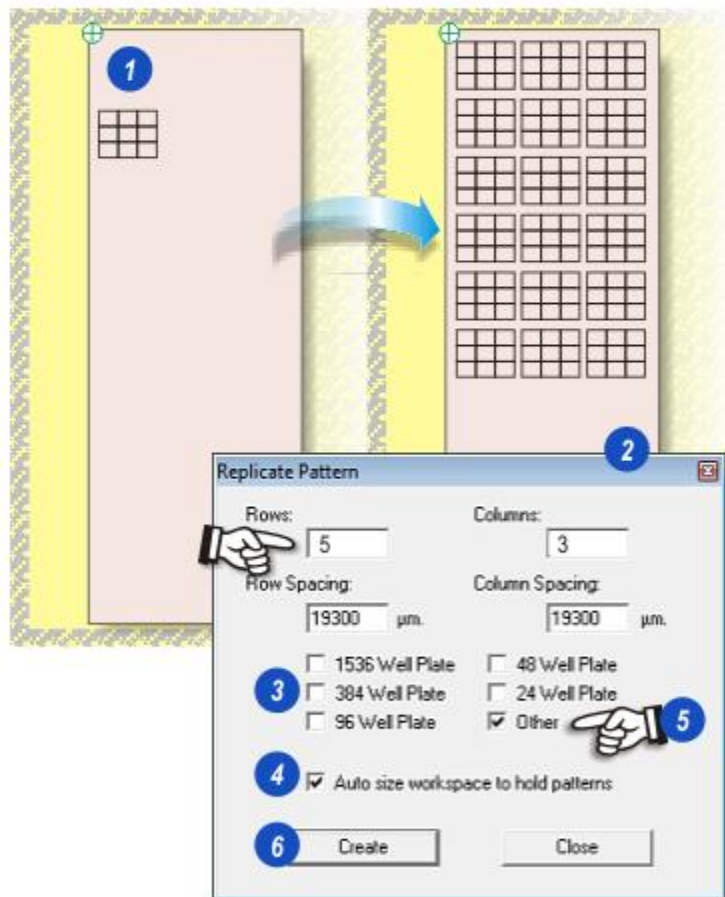 1
2
Replicate Pattern
Rows: Columns:
5 3
Row Spacing: Column Spacing:
19300 µm. 19300 µm.
1536 Well Plate 48 Well Plate
3 384 Well Plate 24 Well Plate
96 Well Plate Other 5
4 Auto size workspace to hold patterns
6 Create Close